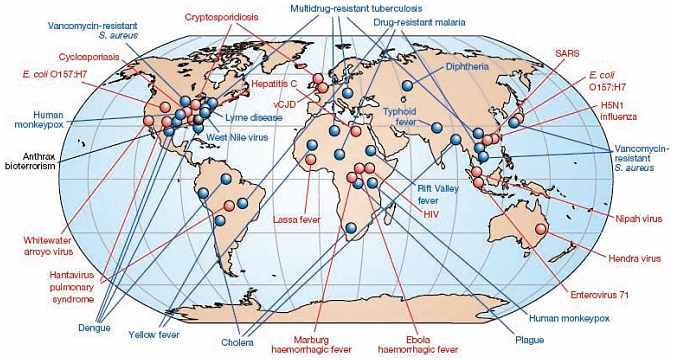 Multidrug-resistant tuberculosis
Cryptosporidiosis
Drug-resistant malaria
Vancomycin-resistant
S. aureus
SARS
Cyclosporiasis
Diphtheria
E. coli O157:H7
E. coli
O157:H7
Hepatitis C
vCJD
H5N1
influenza
Human
monkeypox
Lyme disease
Typhoid
fever
West Nile virus
Anthrax
bioterrorism
Vancomycin-
resistant
S. aureus
Rift Valley
fever
HIV
Lassa fever
Nipah virus
Whitewater
arroyo virus
Hendra virus
Hantavirus
pulmonary
syndrome
Enterovirus 71
Human monkeypox
Dengue
Yellow fever
Cholera
Marburg
haemorrhagic fever
Ebola
haemorrhagic fever
Plague